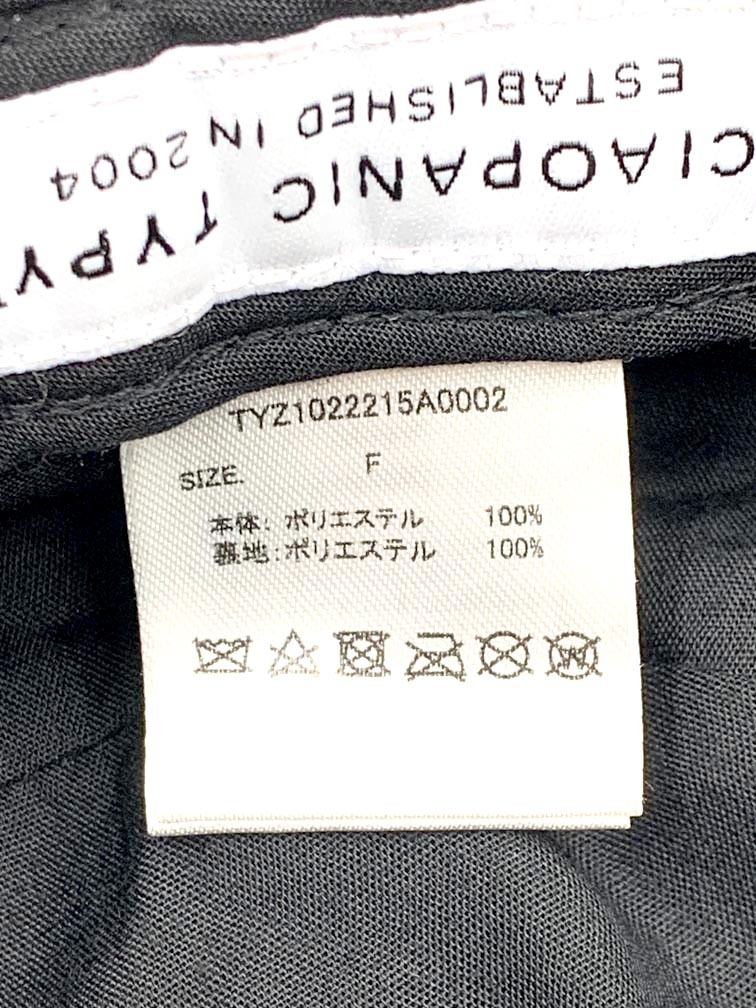 CIAOPANIC TYPY
ESTABLISHED IN 2004
TYZ1022215A0002
SIZE. F
本体: ポリエステル 100%
裏地: ポリエステル 100%
W